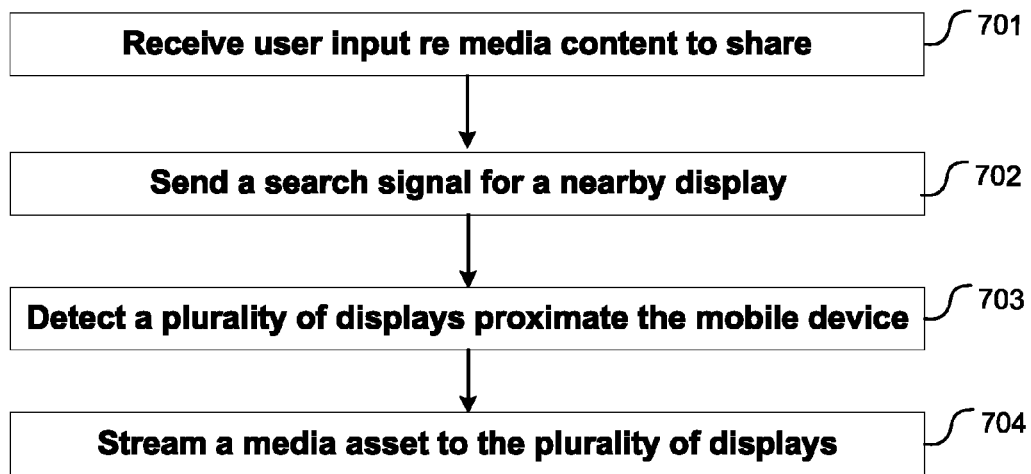 Receive user input re media content to share
701
Send a search signal for a nearby display
702
Detect a plurality of displays proximate the mobile device
703
Stream a media asset to the plurality of displays
704